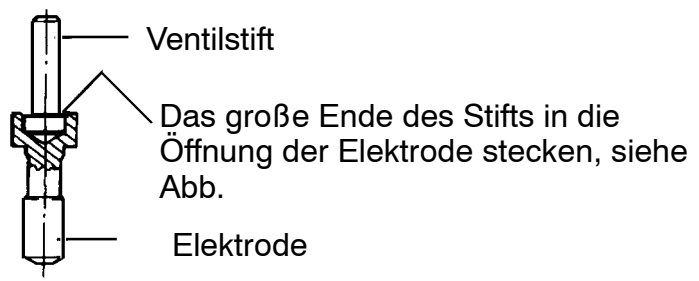 Ventilstift
Das große Ende des Stifts in die
Öffnung der Elektrode stecken, siehe
Abb.
Elektrode